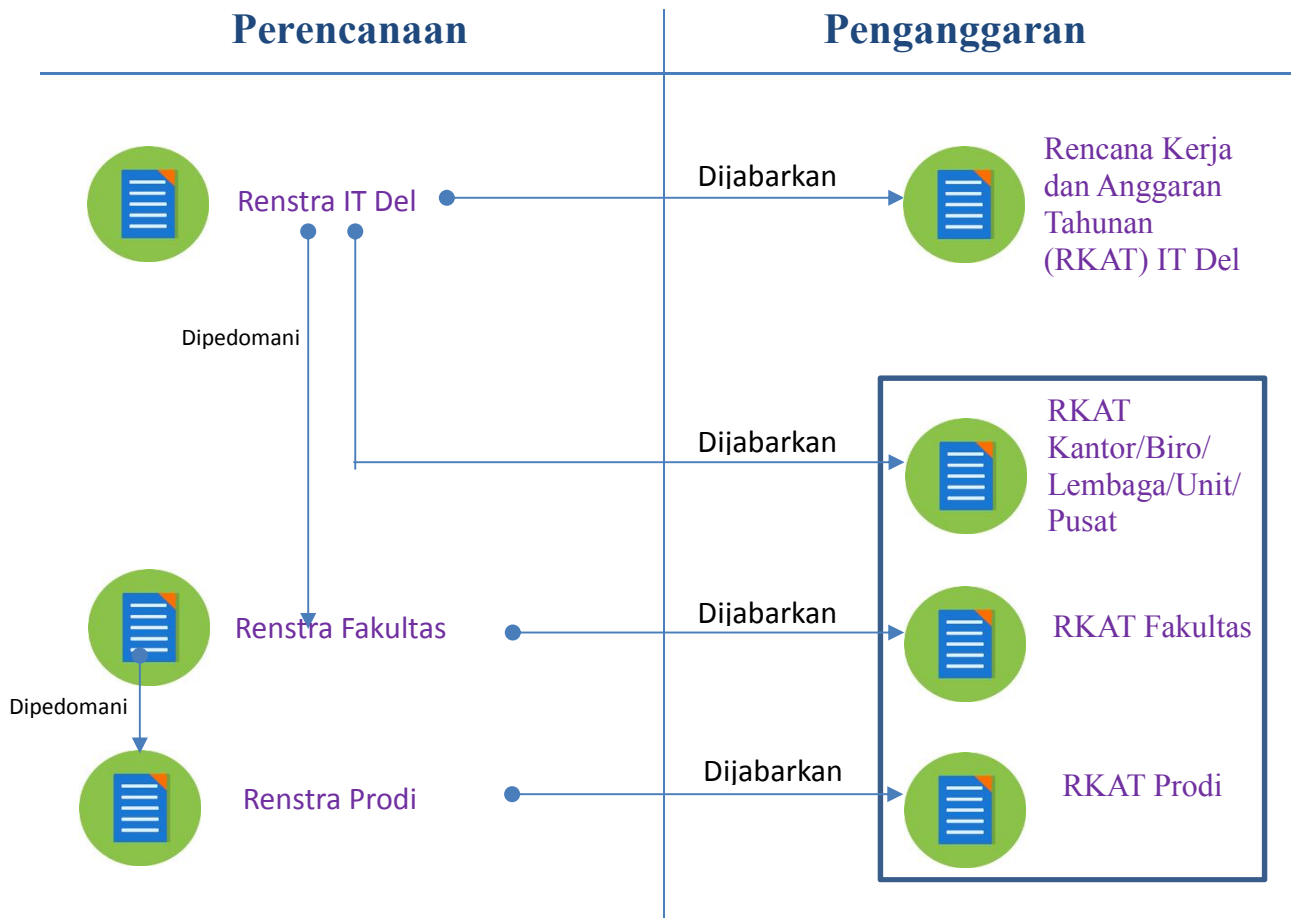 Perencanaan
Penganggaran
Renstra IT Del
Dijabarkan
Rencana Kerja
dan Anggaran
Tahunan
(RKAT) IT Del
Dipedomani
Dijabarkan
RKAT
Kantor/Biro/
Lembaga/Unit/
Pusat
Renstra Fakultas
Dijabarkan
RKAT Fakultas
Dipedomani
Renstra Prodi
Dijabarkan
RKAT Prodi